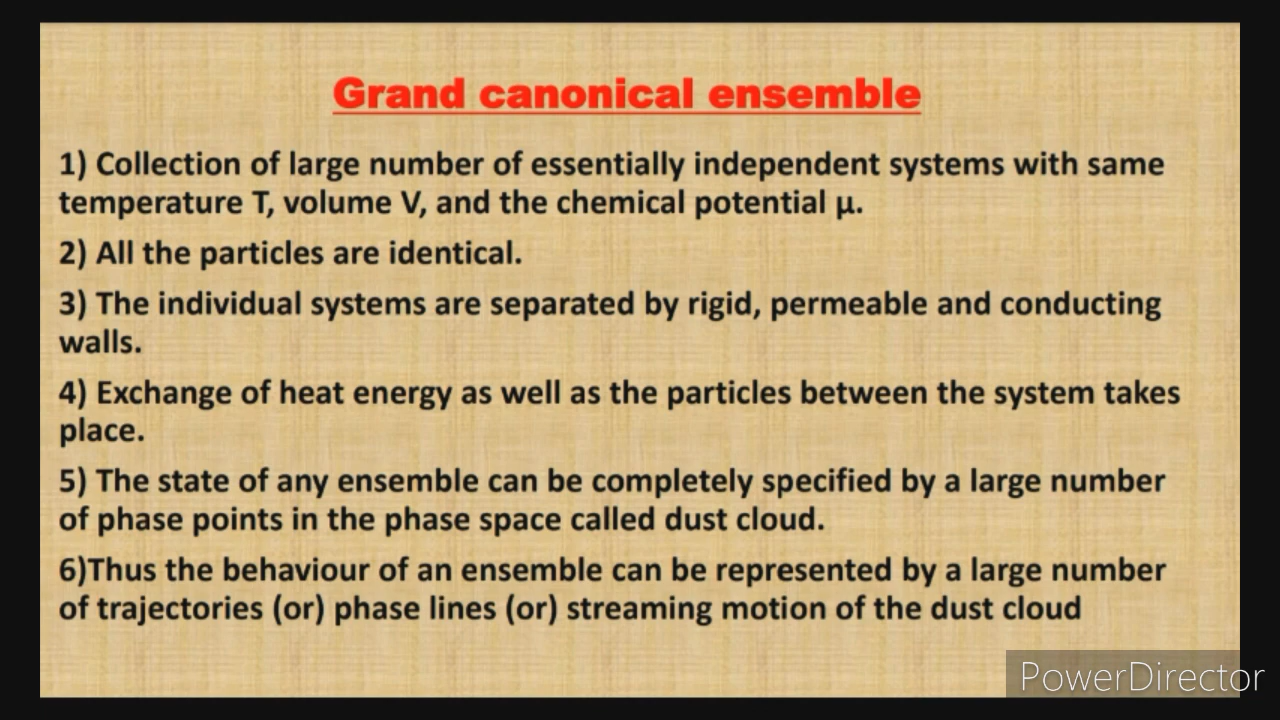 Grand canonical ensemble
1) Collection of large number of essentially independent systems with same
temperature T, volume V, and the chemical potential μ.
2) All the particles are identical.
3) The individual systems are separated by rigid, permeable and conducting
walls.
4) Exchange of heat energy as well as the particles between the system takes
place.
5) The state of any ensemble can be completely specified by a large number
of phase points in the phase space called dust cloud.
6)Thus the behaviour of an ensemble can be represented by a large number
of trajectories (or) phase lines (or) streaming motion of the dust cloud
PowerDirector